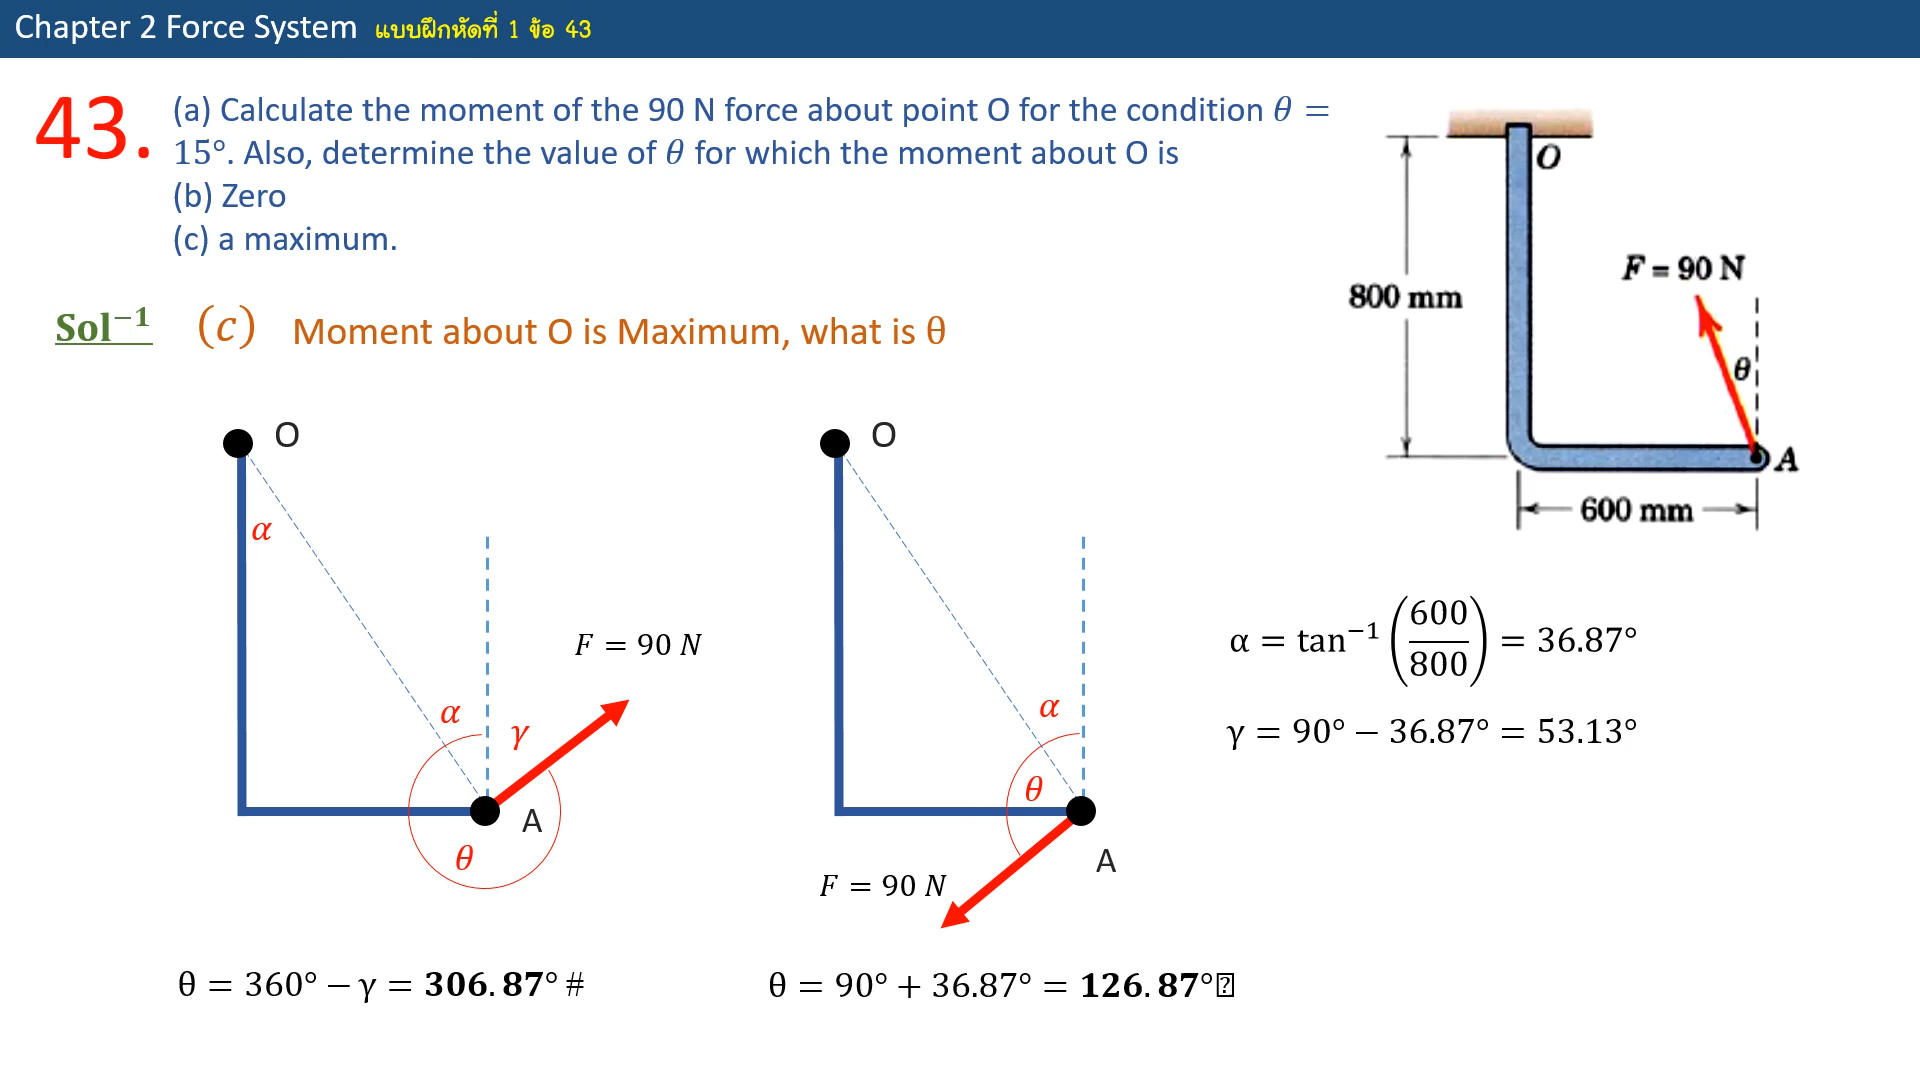 Chapter 2 Force System แบบฝึกหัดที่ 1 ข้อ 43
43. (a) Calculate the moment of the 90 N force about point O for the condition θ =
15°. Also, determine the value of θ for which the moment about O is
(b) Zero
(c) a maximum.
O
F = 90 N
800 mm
θ
A
600 mm
Sol⁻¹ (c) Moment about O is Maximum, what is θ
O
α
F = 90 N
α
γ
A
θ
θ = 360° − γ = 306.87° #
O
α
θ
A
F = 90 N
θ = 90° + 36.87° = 126.87°⍰
α = tan⁻¹ (600/800) = 36.87°
γ = 90° − 36.87° = 53.13°